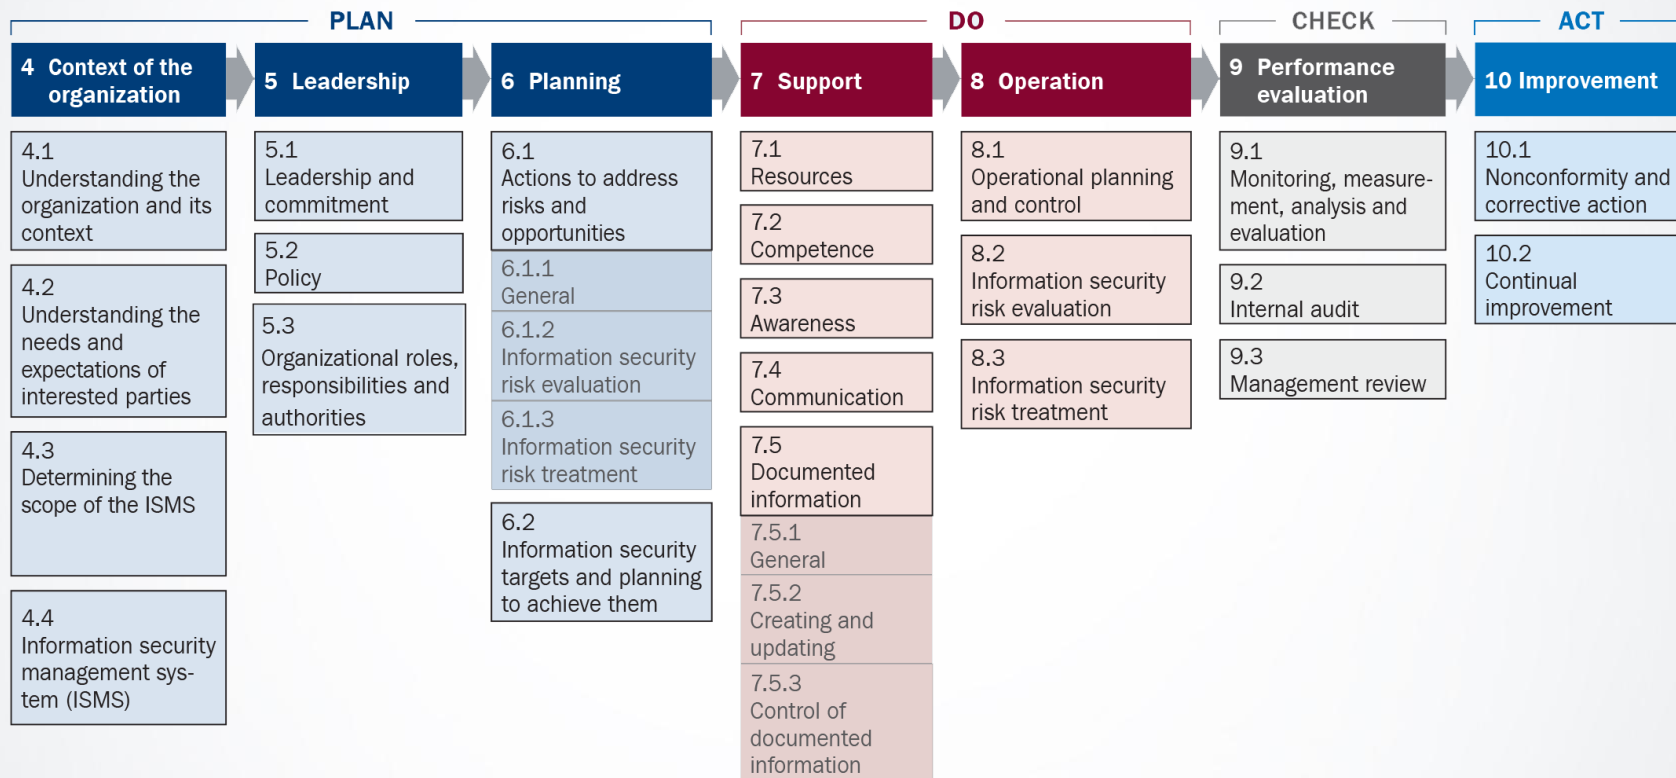 PLAN
DO
CHECK
ACT
4 Context of the
organization
5 Leadership
6 Planning
7 Support
8 Operation
9 Performance
evaluation
10 Improvement
4.1
Understanding the
organization and its
context
4.2
Understanding the
needs and
expectations of
interested parties
4.3
Determining the
scope of the ISMS
4.4
Information security
management sys-
tem (ISMS)
5.1
Leadership and
commitment
5.2
Policy
5.3
Organizational roles,
responsibilities and
authorities
6.1
Actions to address
risks and
opportunities
6.1.1
General
6.1.2
Information security
risk evaluation
6.1.3
Information security
risk treatment
6.2
Information security
targets and planning
to achieve them
7.1
Resources
7.2
Competence
7.3
Awareness
7.4
Communication
7.5
Documented
information
7.5.1
General
7.5.2
Creating and
updating
7.5.3
Control of
documented
information
8.1
Operational planning
and control
8.2
Information security
risk evaluation
8.3
Information security
risk treatment
9.1
Monitoring, measure-
ment, analysis and
evaluation
9.2
Internal audit
9.3
Management review
10.1
Nonconformity and
corrective action
10.2
Continual
improvement